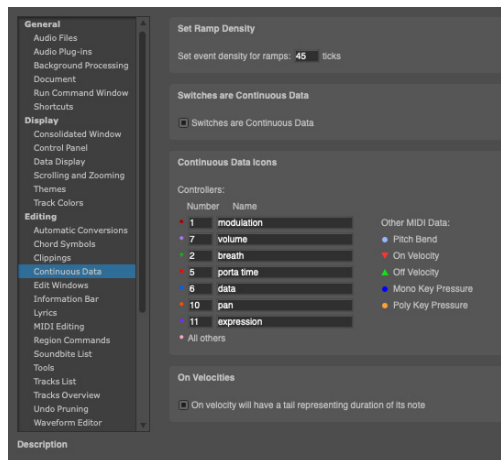 General
Audio Files
Audio Plug-ins
Background Processing
Document
Run Command Window
Shortcuts
Display
Consolidated Window
Control Panel
Data Display
Scrolling and Zooming
Themes
Track Colors
Editing
Automatic Conversions
Chord Symbols
Clippings
Continuous Data
Edit Windows
Information Bar
Lyrics
MIDI Editing
Region Commands
Soundbite List
Tools
Tracks List
Tracks Overview
Undo Pruning
Waveform Editor
Set Ramp Density
Set event density for ramps: 45 ticks
Switches are Continuous Data
Switches are Continuous Data
Continuous Data Icons
Controllers:
Number Name
1 modulation
7 volume
2 breath
5 porta time
6 data
10 pan
11 expression
All others
Other MIDI Data:
Pitch Bend
On Velocity
Off Velocity
Mono Key Pressure
Poly Key Pressure
On Velocities
On velocity will have a tail representing duration of its note
Description